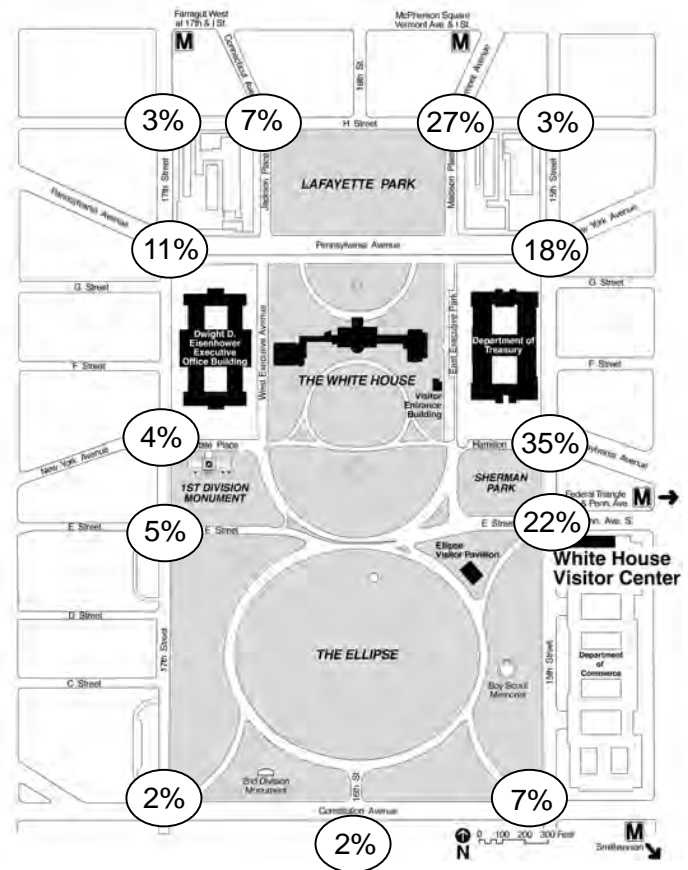 Farragut West
at 17th & I St.
M
McPherson Square
Vermont Ave. & I St.
M
Connecticut
16th St.
3%
7%
H Street
27%
3%
17th Street
Jackson Place
LAFAYETTE PARK
Madison Place
15th Street
Pennsylvania Avenue
New York Avenue
11%
Pennsylvania Avenue
18%
G Street
G Street
Dwight D.
Eisenhower
Executive
Office Building
West Executive Avenue
East Executive Park
Department of
Treasury
F Street
F Street
THE WHITE HOUSE
Visitor
Entrance
Building
4%
Place
Hamilton
35%
New York Avenue
Avenue
1ST DIVISION
MONUMENT
SHERMAN
PARK
Federal Triangle
& Penn. Ave.
M
E Street
5%
E Street
E Street
22%
Ave. S
Ellipse
Visitor Pavilion
White House
Visitor Center
D Street
17th Street
THE ELLIPSE
15th Street
Department
of
Commerce
C Street
Boy Scout
Memorial
2%
2nd Division
Monument
16th St.
7%
Constitution Avenue
2%
N
0 100 200 300 Feet
M
Smithsonian